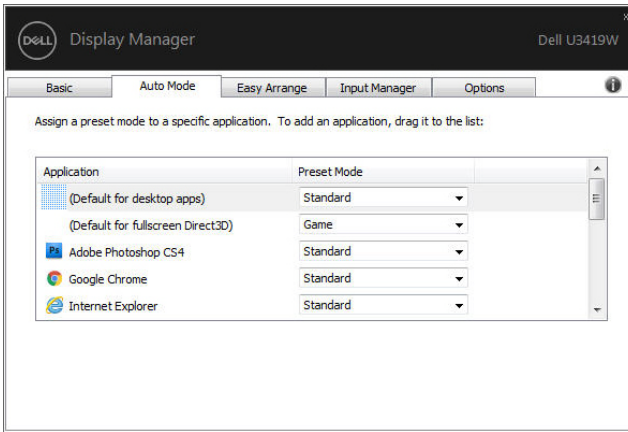 DELL Display Manager Dell U3419W
Basic Auto Mode Easy Arrange Input Manager Options
Assign a preset mode to a specific application. To add an application, drag it to the list:
Application Preset Mode
(Default for desktop apps) Standard
(Default for fullscreen Direct3D) Game
Ps Adobe Photoshop CS4 Standard
Google Chrome Standard
Internet Explorer Standard